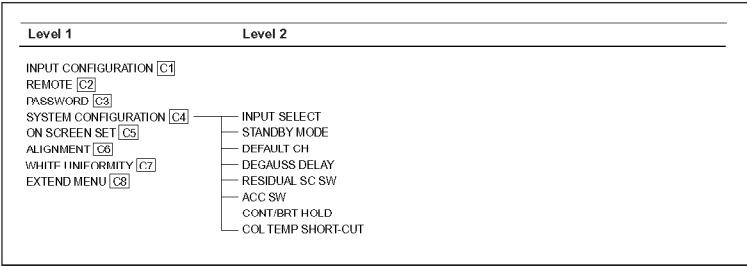 Level 1 Level 2
INPUT CONFIGURATION C1
REMOTE C2
PASSWORD C3
SYSTEM CONFIGURATION C4 INPUT SELECT
ON SCREEN SET C5 STANDBY MODE
ALIGNMENT C6 DEFAULT CH
WHITE UNIFORMITY C7 DEGAUSS DELAY
EXTEND MENU C8 RESIDUAL SC SW
ACC SW
CONT/BRT HOLD
COL TEMP SHORT-CUT